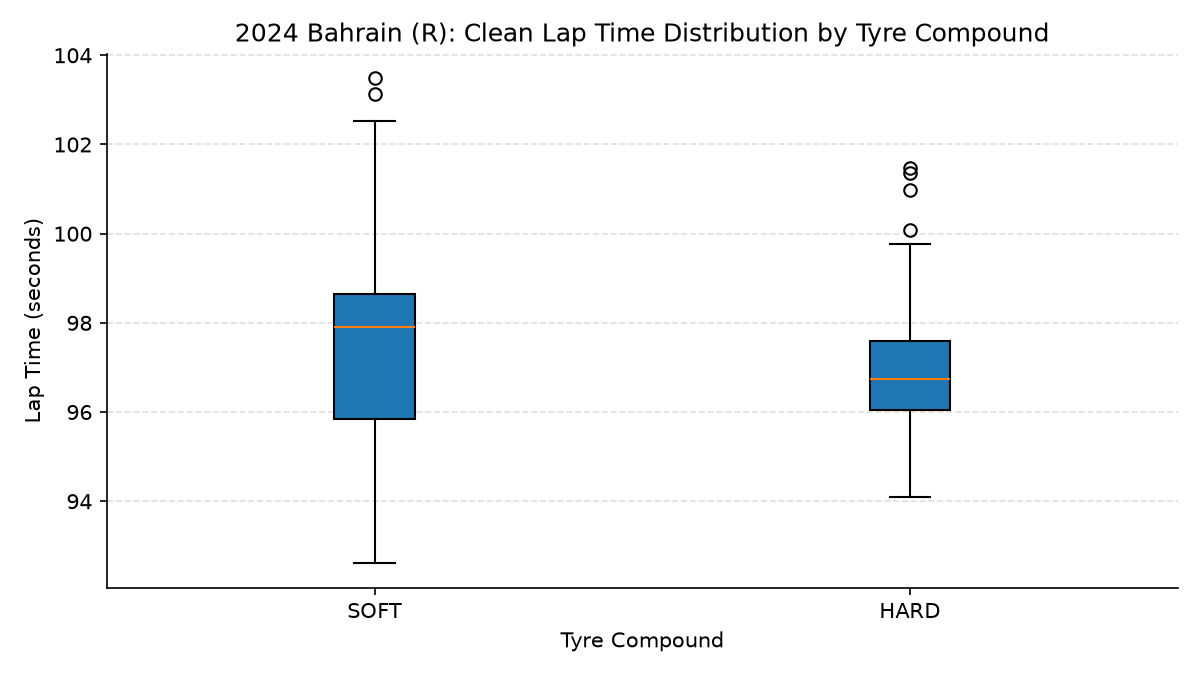 2024 Bahrain (R): Clean Lap Time Distribution by Tyre Compound
104
102
100
98
96
94
Lap Time (seconds)
SOFT
HARD
Tyre Compound